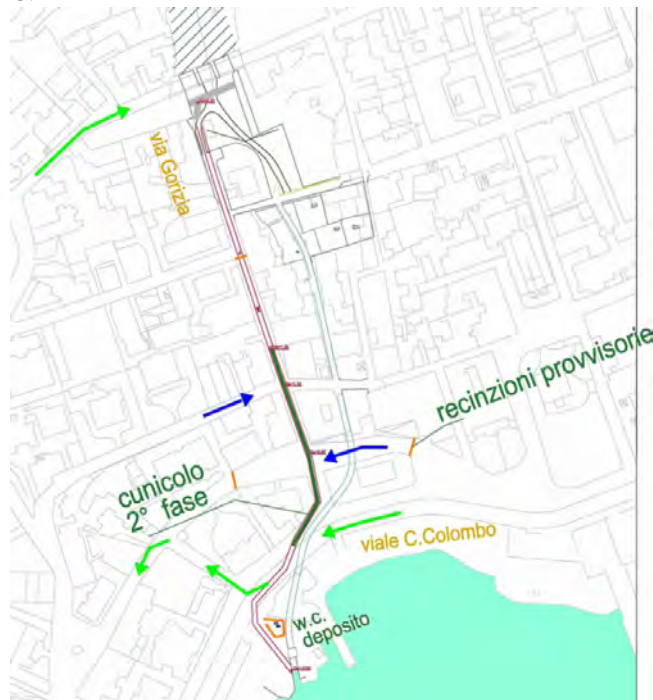 via Gorizia
recinzioni provvisorie
cunicolo
2° fase
viale C.Colombo
w.c.
deposito